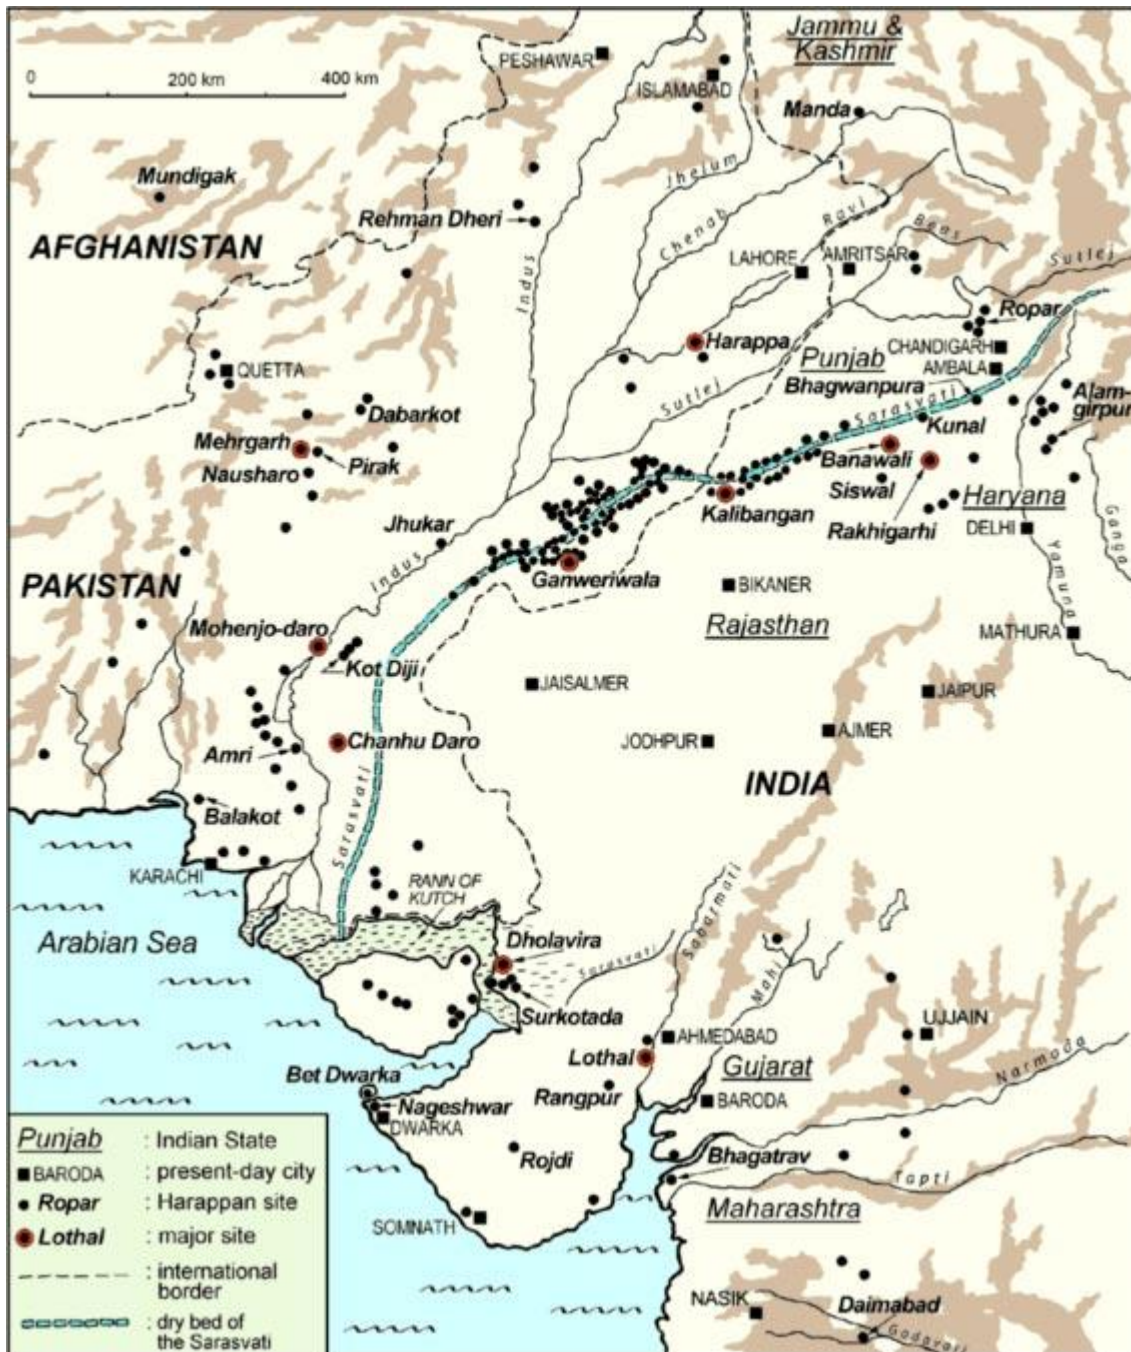 Jammu &
Kashmir
PESHAWAR
ISLAMABAD
0
200 km
400 km
Manda
Mundigak
Jhelum
Rehman Dheri
Chenab
Ravi
Beas
AFGHANISTAN
LAHORE
AMRITSAR
Sutlej
Indus
Ropar
Harappa
Punjab
CHANDIGARH
QUETTA
AMBALA
Bhagwanpura
Sutlej
Dabarkot
Sarasvati
Alam-
girpur
Kunal
Mehrgarh
Pirak
Banawali
Nausharo
Siswal
Kalibangan
Haryana
Jhukar
Rakhigarhi
DELHI
Ganga
Indus
Ganweriwala
Yamuna
PAKISTAN
BIKANER
Mohenjo-daro
Rajasthan
MATHURA
Kot Diji
JAISALMER
JAIPUR
Chanhu Daro
JODHPUR
AJMER
Amri
INDIA
Balakot
Sarasvati
KARACHI
RANN OF
KUTCH
Sabarmati
Arabian Sea
Dholavira
Sarasvati
Mahi
Surkotada
AHMEDABAD
UJJAIN
Lothal
Gujarat
Narmada
Bet Dwarka
Rangpur
BARODA
Nageshwar
DWARKA
Rojdi
Bhagatrav
Tapti
Maharashtra
SOMNATH
NASIK
Daimabad
Godavari
Punjab : Indian State
BARODA : present-day city
Ropar : Harappan site
Lothal : major site
: international
border
: dry bed of
the Sarasvati